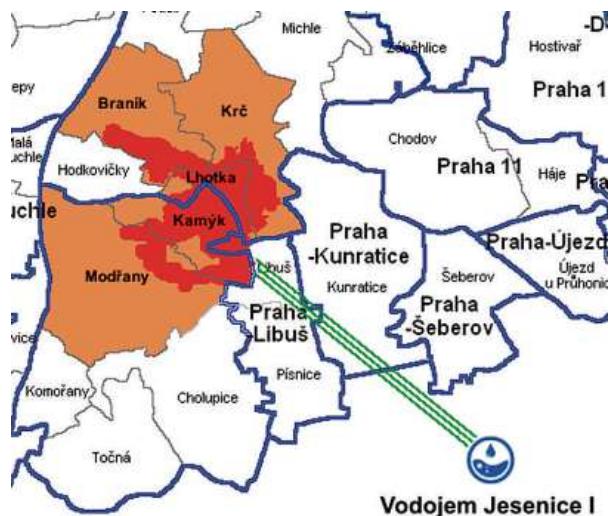 Michle
Záběhlice
Hostivař
Braník
Krč
Praha 1
Chodov
Malá
Hodkovičky
Lhotka
Praha 11
Háje
Kamýk
Praha
-Kunratice
Praha-Újezd
Modřany
Libuš
Kunratice
Šeberov
Újezd
u Průhonic
Praha
-Libuš
Praha
-Šeberov
Písnice
Komořany
Cholupice
Točná
Vodojem Jesenice I